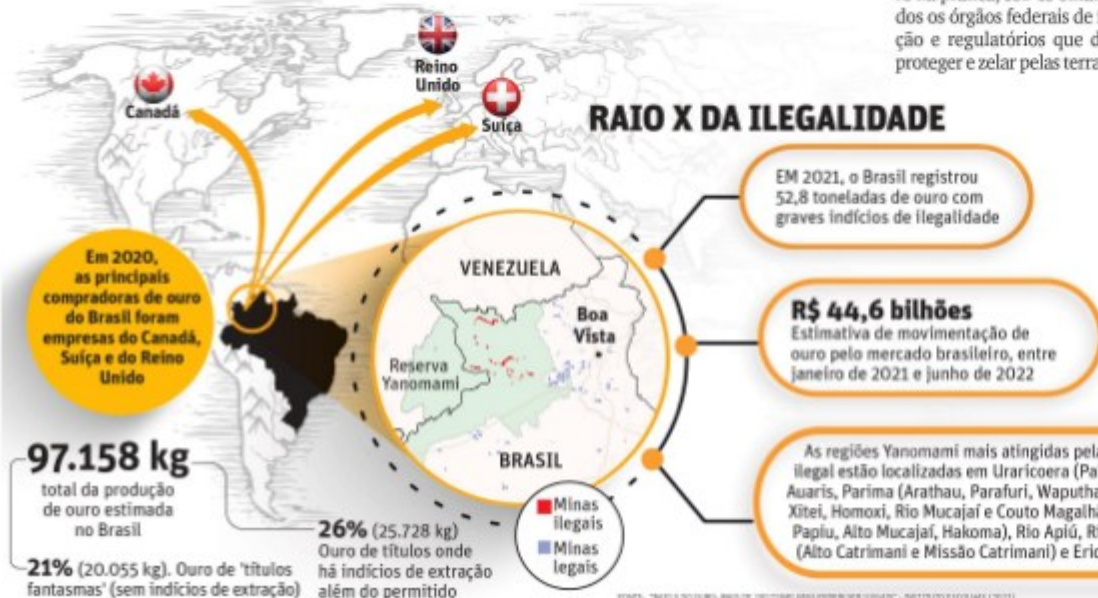 dos os órgãos federais de
ção e regulatórios que
proteger e zelar pelas
Reino
Unido
Canadá
Suíça
RAIO X DA ILEGALIDADE
EM 2021, o Brasil registrou
52,8 toneladas de ouro com
graves indícios de ilegalidade
Em 2020,
as principais
compradoras de ouro
do Brasil foram
empresas do Canadá,
Suíça e do Reino
Unido
VENEZUELA
Boa
Vista
Reserva
Yanomami
BRASIL
R$ 44,6 bilhões
Estimativa de movimentação de
ouro pelo mercado brasileiro, entre
janeiro de 2021 e junho de 2022
97.158 kg
total da produção
de ouro estimada
no Brasil
26% (25.728 kg)
Ouro de títulos onde
há indícios de extração
além do permitido
21% (20.055 kg). Ouro de 'títulos
fantasmas' (sem indícios de extração)
Minas
ilegais
Minas
legais
As regiões Yanomami mais atingidas
ilegal estão localizadas em Uraricoera
Auaris, Parima (Arathau, Parafuri,
Xitei, Homoxi, Rio Mucajaí e Couto
Papiu, Alto Mucajaí, Hakoma), Rio Apiú,
(Alto Catrimani e Missão Catrimani) e